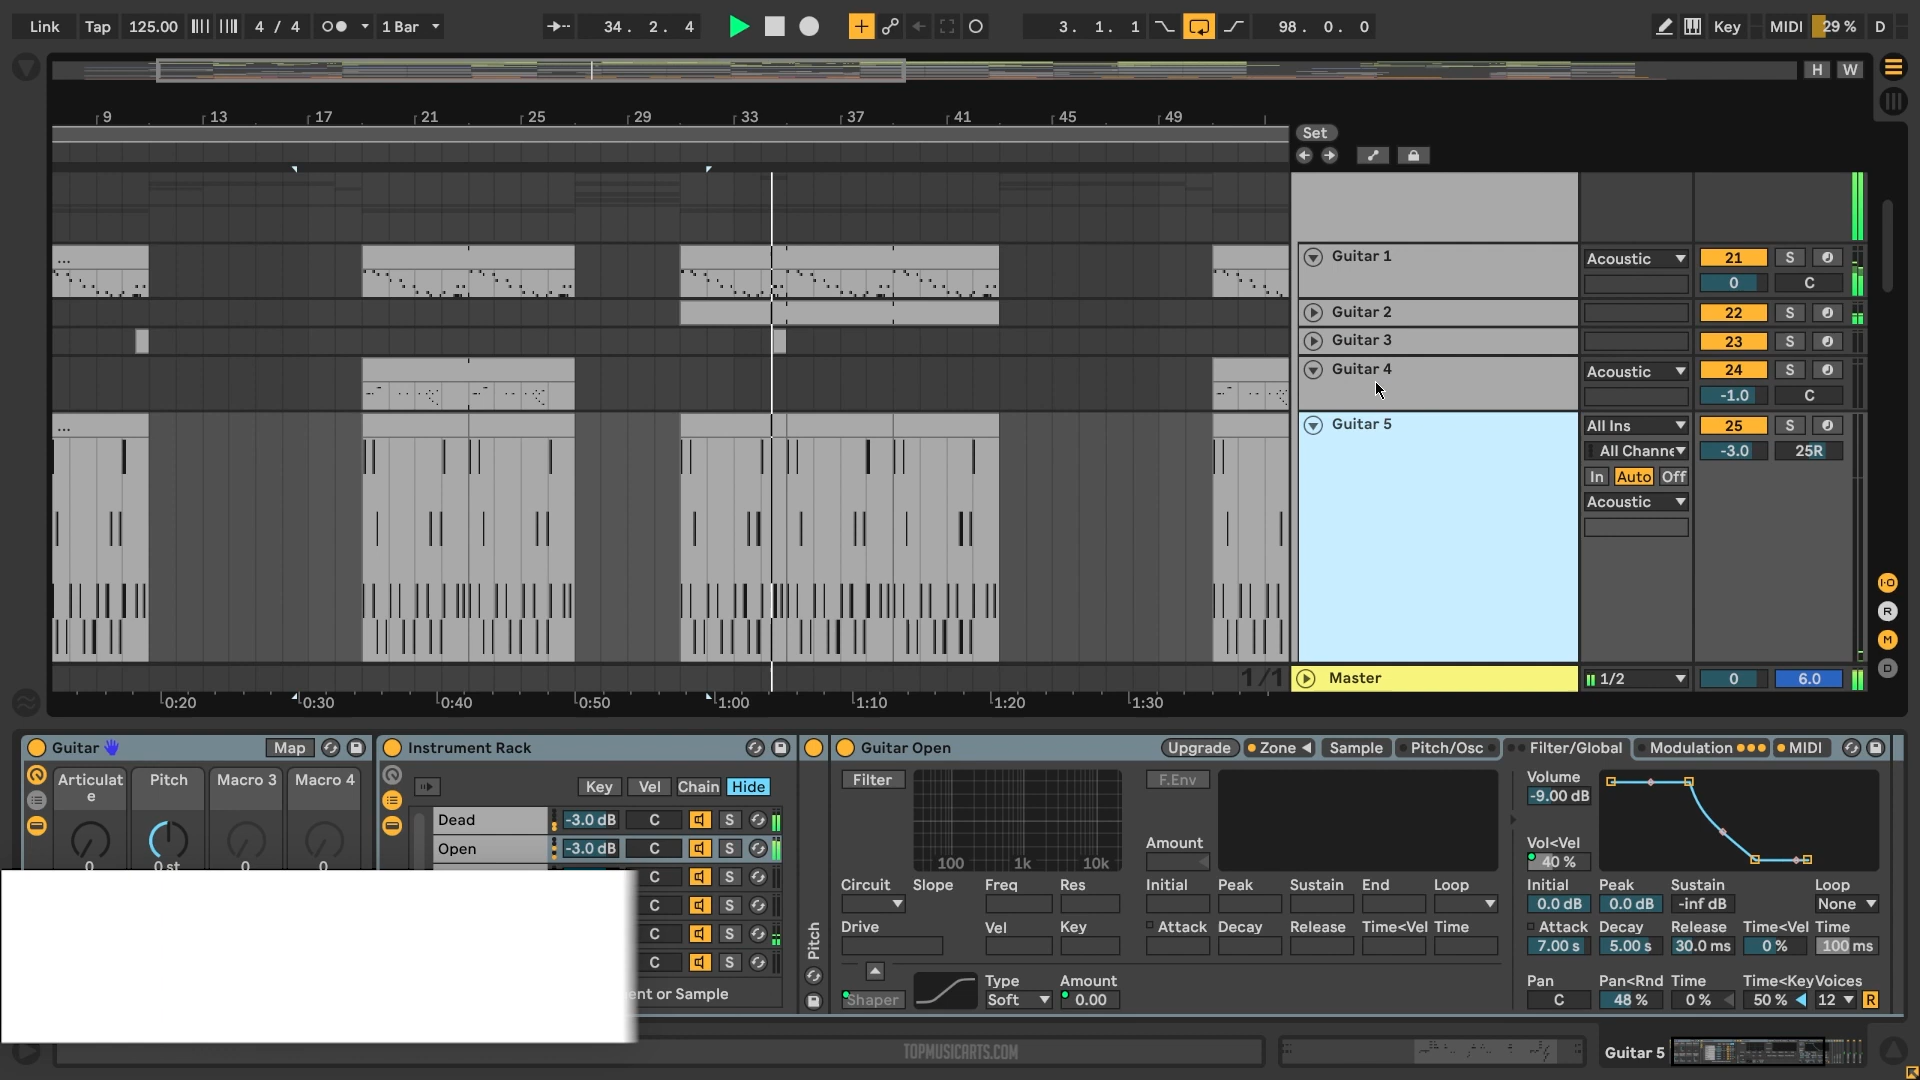 Link Tap 125.00 4 / 4 1 Bar 34. 2. 4 3. 1. 1 98. 0. 0 Key MIDI 29 % D
H W
9 13 17 21 25 29 33 37 41 45 49
Set
... Guitar 1 Acoustic 21 S
0 C
Guitar 2 22 S
Guitar 3 23 S
Guitar 4 Acoustic 24 S
-1.0 C
... Guitar 5 All Ins 25 S
All Channe -3.0 25R
In Auto Off
Acoustic
I·O
R
M
D
1/1 Master 1/2 0 6.0
0:20 0:30 0:40 0:50 1:00 1:10 1:20 1:30
Guitar Map Instrument Rack Guitar Open Upgrade Zone Sample Pitch/Osc Filter/Global Modulation MIDI
Articulat
e
Pitch Macro 3 Macro 4
0 0 st 0 0
Key Vel Chain Hide
Dead -3.0 dB C S
Open -3.0 dB C S
C S
C S
C S
C S
ent or Sample
Pitch
Filter F.Env
100 1k 10k
Amount
Circuit Slope Freq Res Initial Peak Sustain End Loop
Drive Vel Key Attack Decay Release Time<Vel Time
Shaper Type Amount
Soft 0.00
Volume
-9.00 dB
Vol<Vel
40 %
Initial Peak Sustain Loop
0.0 dB 0.0 dB -inf dB None
Attack Decay Release Time<Vel Time
7.00 s 5.00 s 30.0 ms 0 % 100 ms
Pan Pan<Rnd Time Time<Key Voices
C 48 % 0 % 50 % 12 R
TOPMUSICARTS.COM
Guitar 5